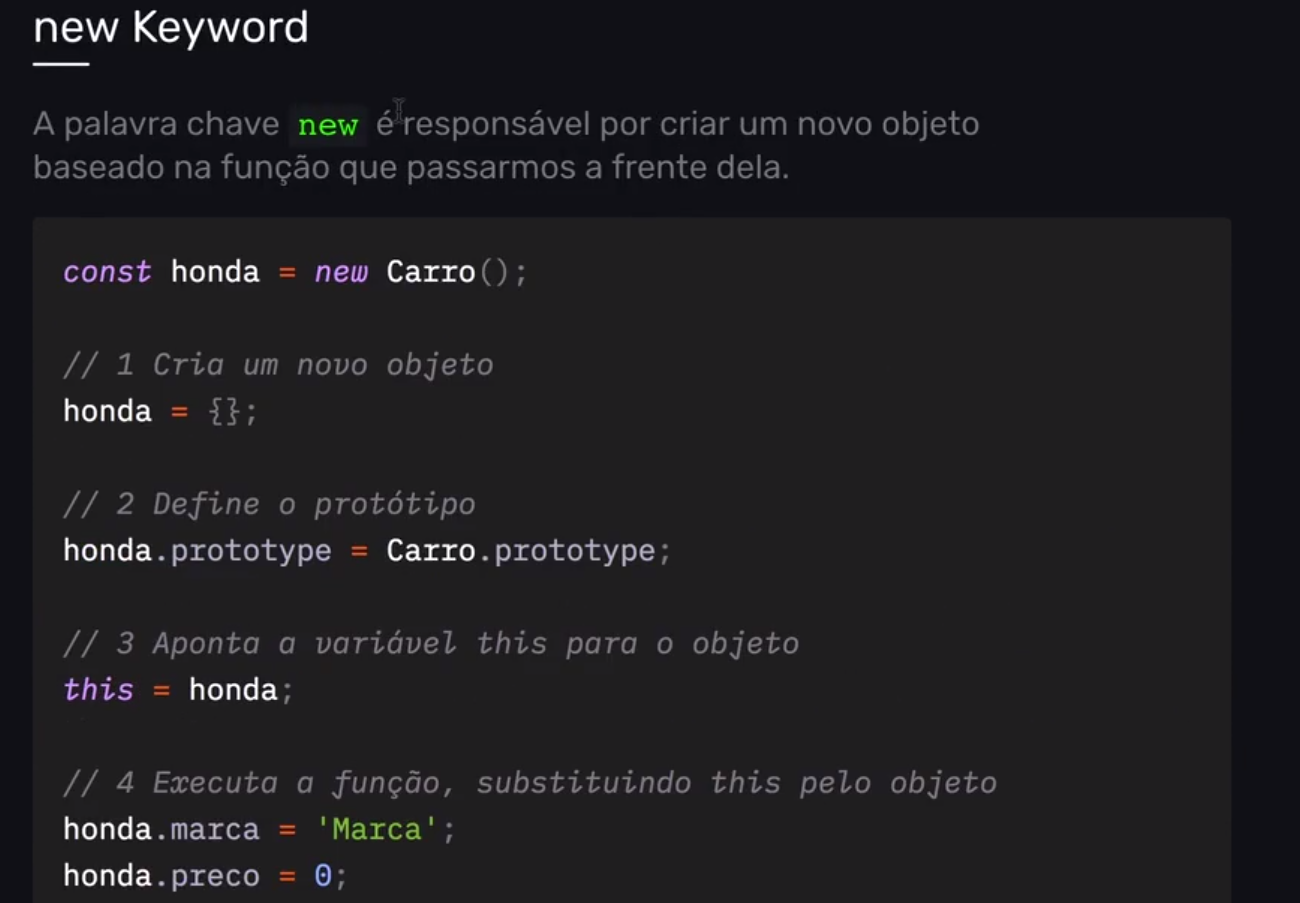 new Keyword
A palavra chave new é responsável por criar um novo objeto
baseado na função que passarmos a frente dela.
const honda = new Carro();
// 1 Cria um novo objeto
honda = {};
// 2 Define o protótipo
honda.prototype = Carro.prototype;
// 3 Aponta a variável this para o objeto
this = honda;
// 4 Executa a função, substituindo this pelo objeto
honda.marca = 'Marca';
honda.preco = 0;